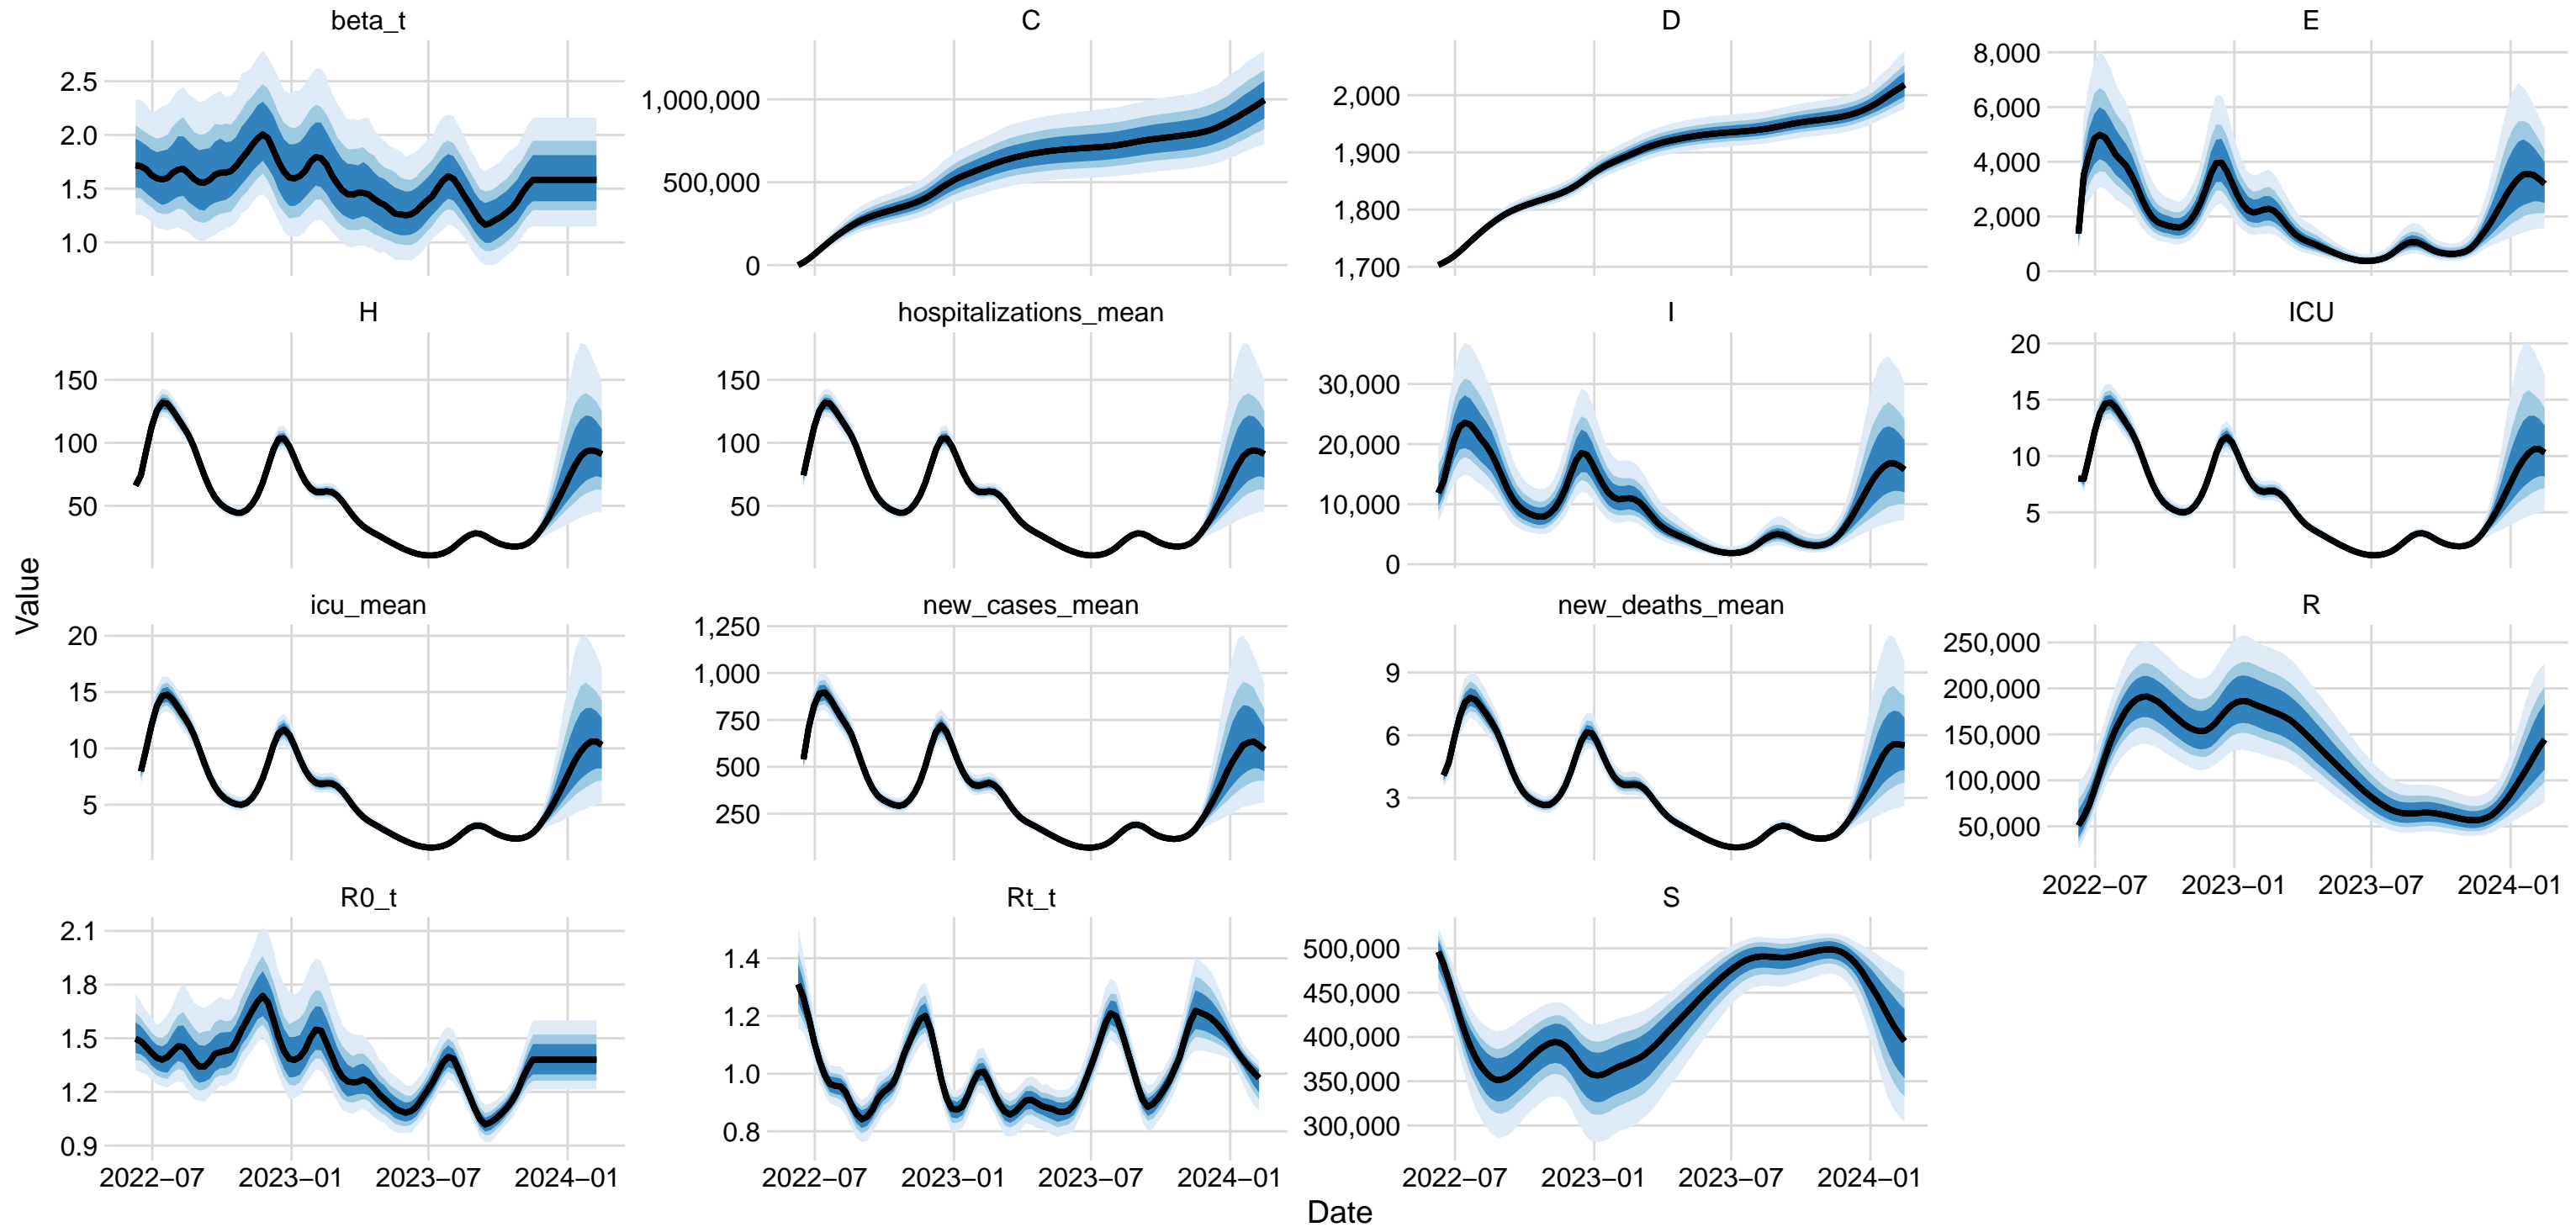 beta_t
C
D
E
2.5
2.0
1.5
1.0
1,000,000
500,000
0
2,000
1,900
1,800
1,700
8,000
6,000
4,000
2,000
0
H
hospitalizations_mean
I
ICU
150
100
50
150
100
50
30,000
20,000
10,000
0
20
15
10
5
Value
icu_mean
new_cases_mean
new_deaths_mean
R
20
15
10
5
1,250
1,000
750
500
250
9
6
3
250,000
200,000
150,000
100,000
50,000
2022−07 2023−01 2023−07 2024−01
R0_t
Rt_t
S
2.1
1.8
1.5
1.2
0.9
1.4
1.2
1.0
0.8
500,000
450,000
400,000
350,000
300,000
2022−07 2023−01 2023−07 2024−01
2022−07 2023−01 2023−07 2024−01
2022−07 2023−01 2023−07 2024−01
Date